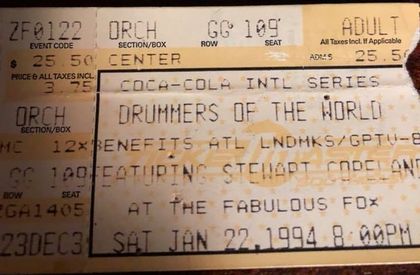 ZF0122 ORCH GG 109 ADULT
EVENT CODE SECTION/BOX All Taxes Incl. If Applicable
$ 25.50 CENTER ADMS 25.50
PRICE & ALL TAXES INCL.
3.75 COCA-COLA INTL SERIES
ORCH DRUMMERS OF THE WORLD
SECTION/BOX
MC 12X BENEFITS ATL LNDMKS/GPTV-8
GG 109 FEATURING STEWART COPELAND
ROW SEAT
ZGA1405 AT THE FABULOUS FOX
23DEC3 SAT JAN 22,1994 8.00PM